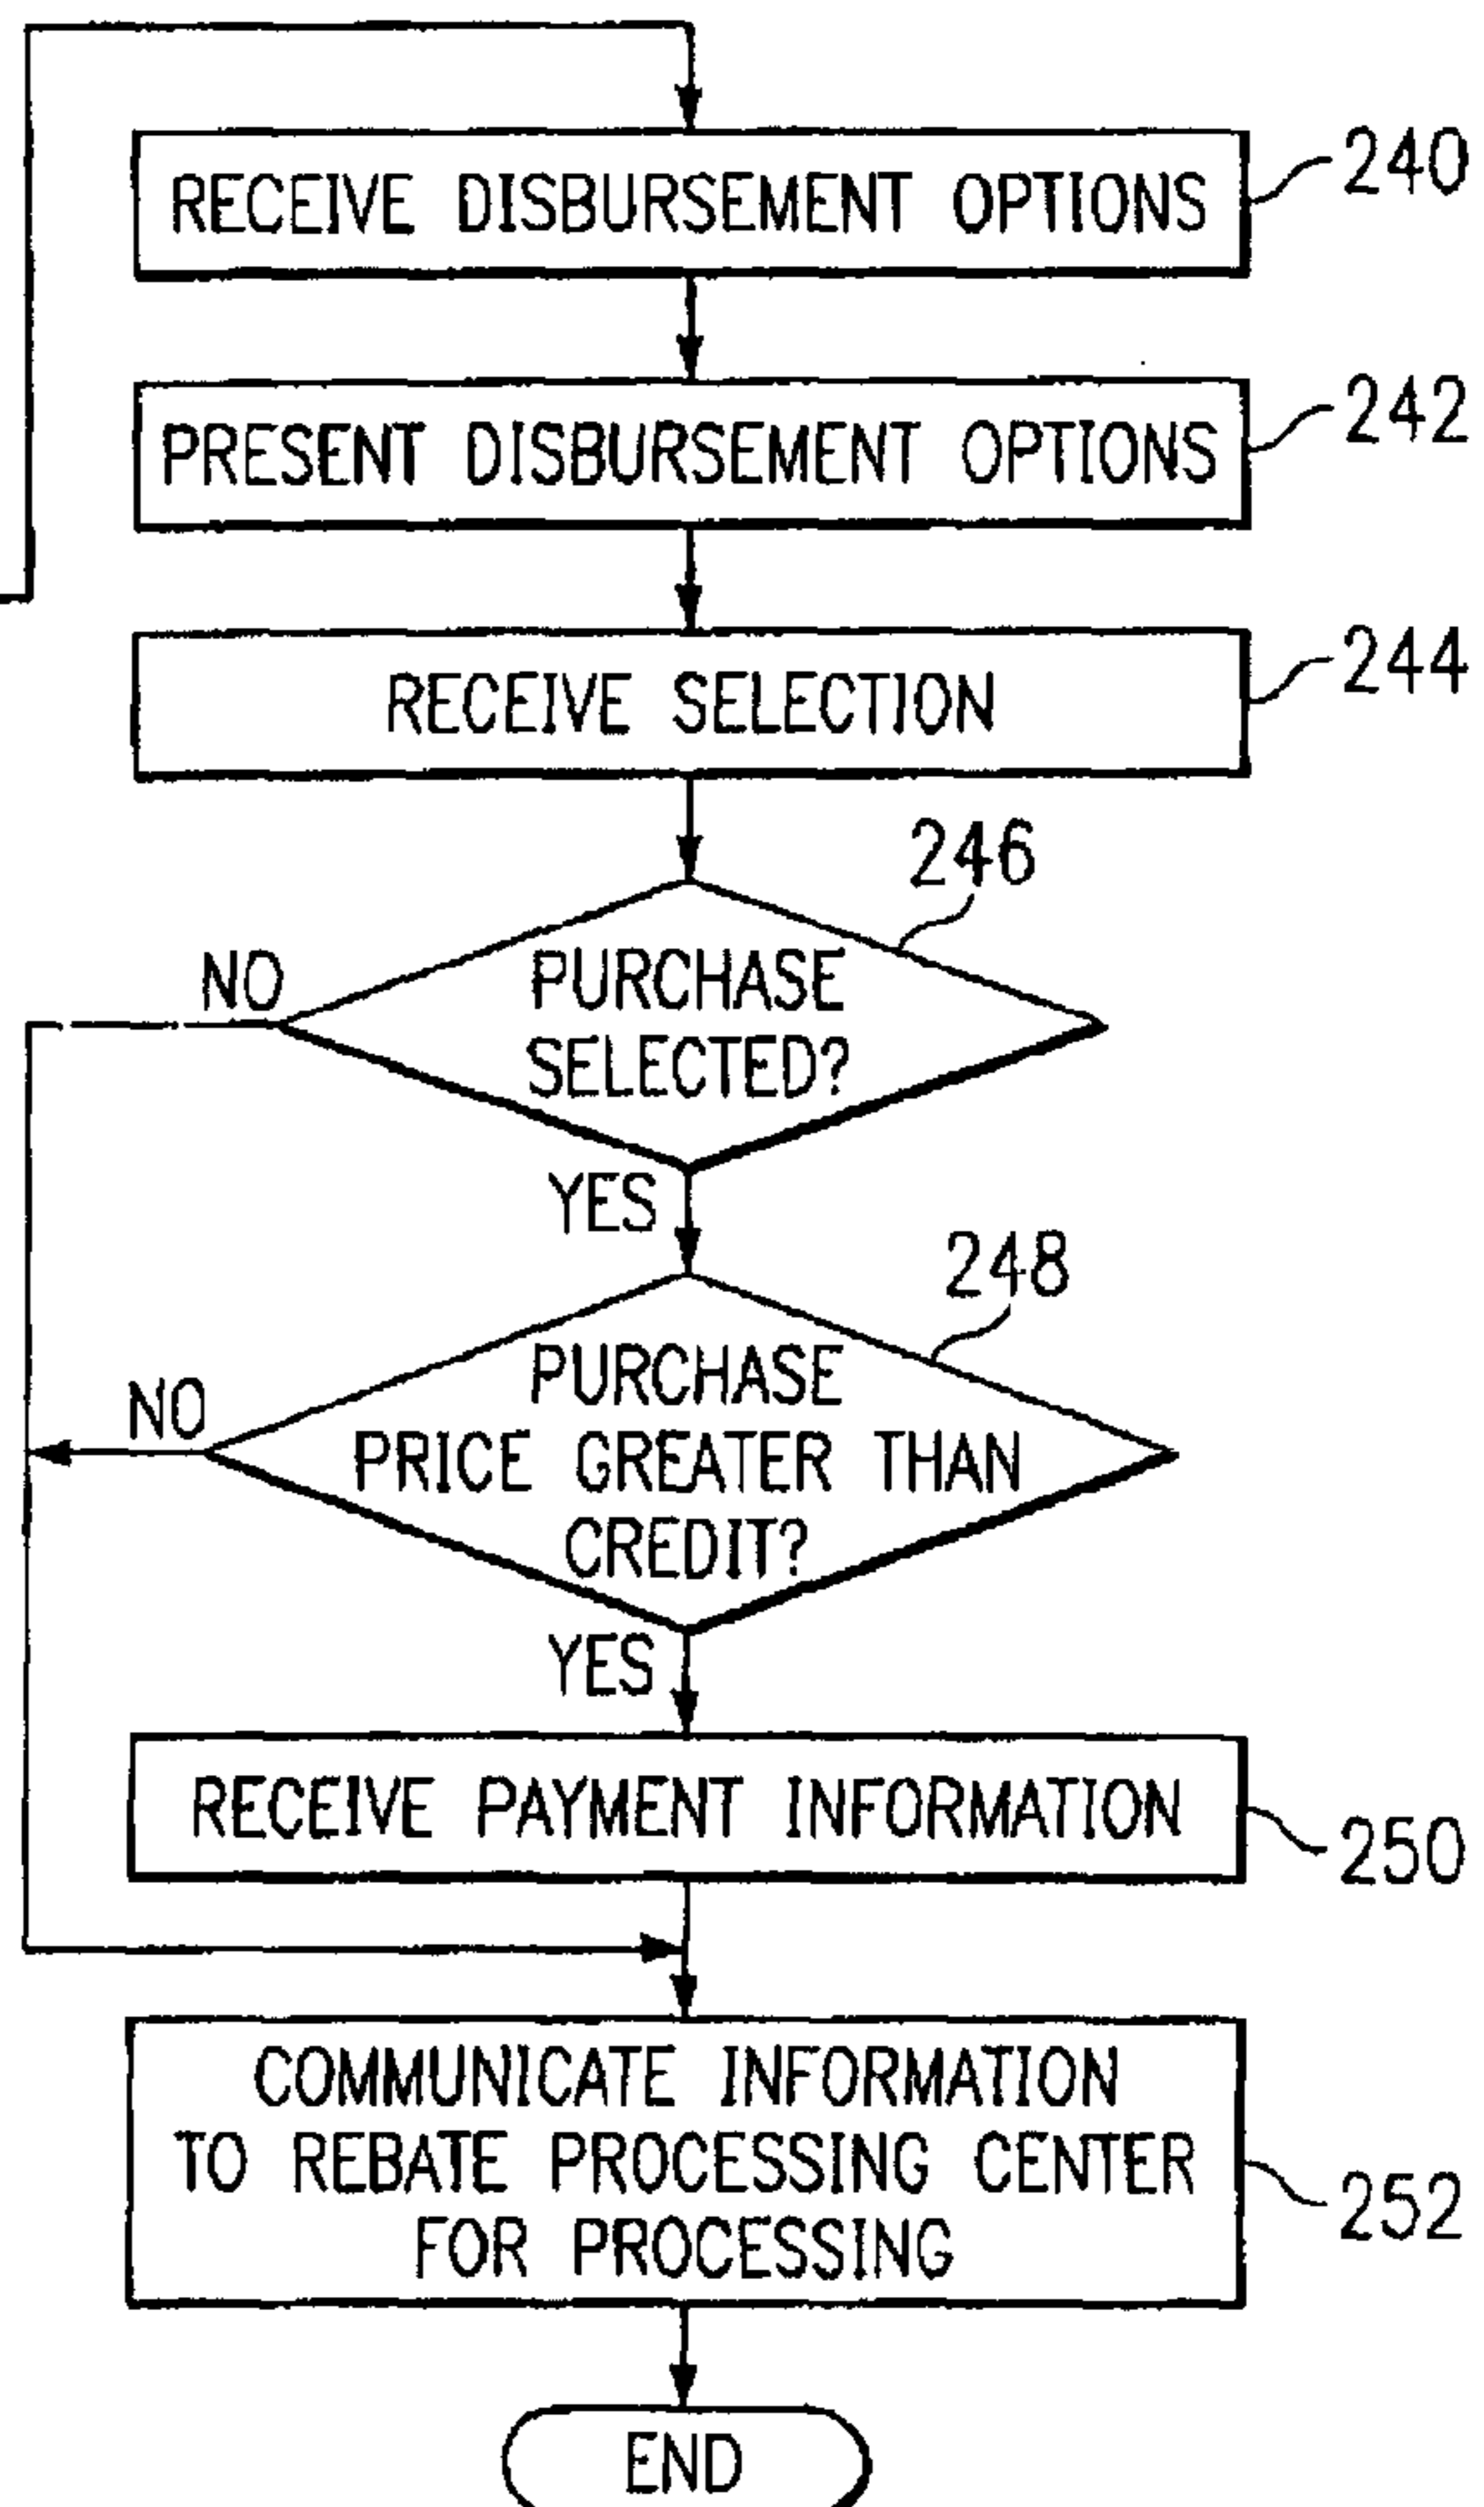 RECEIVE DISBURSEMENT OPTIONS
240
PRESENT DISBURSEMENT OPTIONS
242
RECEIVE SELECTION
244
246
NO
PURCHASE
SELECTED?
YES
248
NO
PURCHASE
PRICE GREATER THAN
CREDIT?
YES
RECEIVE PAYMENT INFORMATION
250
COMMUNICATE INFORMATION
TO REBATE PROCESSING CENTER
FOR PROCESSING
252
END